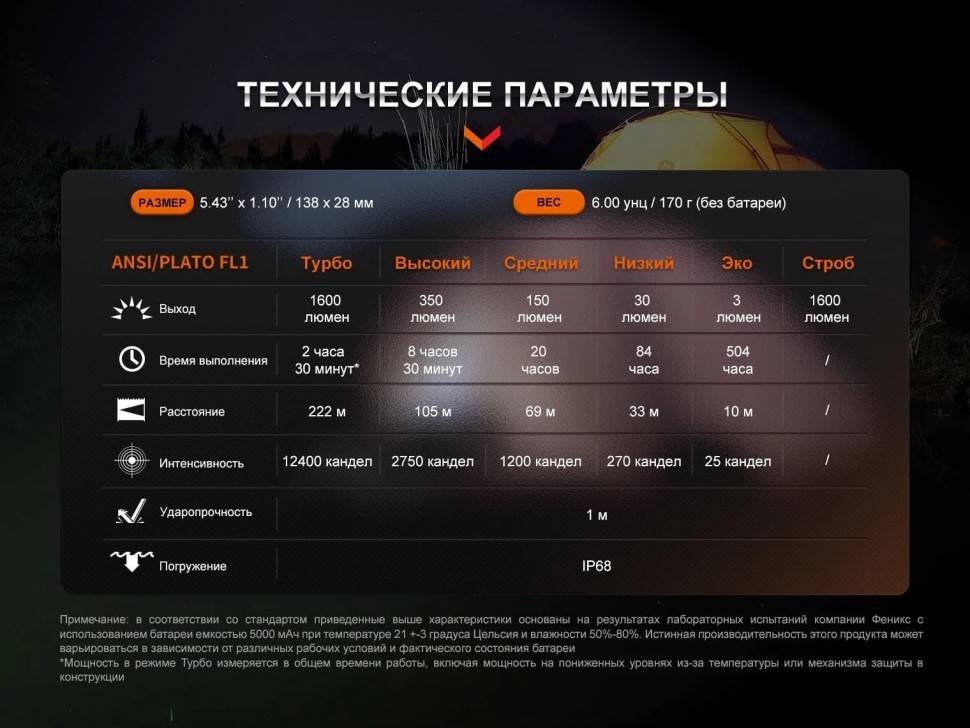 ТЕХНИЧЕСКИЕ ПАРАМЕТРЫ
РАЗМЕР 5.43’’ x 1.10’’ / 138 x 28 мм
ВЕС 6.00 унц / 170 г (без батареи)
ANSI/PLATO FL1 Турбо Высокий Средний Низкий Эко Строб
Выход 1600 люмен 350 люмен 150 люмен 30 люмен 3 люмен 1600 люмен
Время выполнения 2 часа 30 минут* 8 часов 30 минут 20 часов 84 часа 504 часа /
Расстояние 222 м 105 м 69 м 33 м 10 м /
Интенсивность 12400 кандел 2750 кандел 1200 кандел 270 кандел 25 кандел /
Ударопрочность 1 м
Погружение IP68
Примечание: в соответствии со стандартом приведенные выше характеристики основаны на результатах лабораторных испытаний компании Феникс с
использованием батареи емкостью 5000 мАч при температуре 21 +-3 градуса Цельсия и влажности 50%-80%. Истинная производительность этого продукта может
варьироваться в зависимости от различных рабочих условий и фактического состояния батареи
*Мощность в режиме Турбо измеряется в общем времени работы, включая мощность на пониженных уровнях из-за температуры или механизма защиты в
конструкции